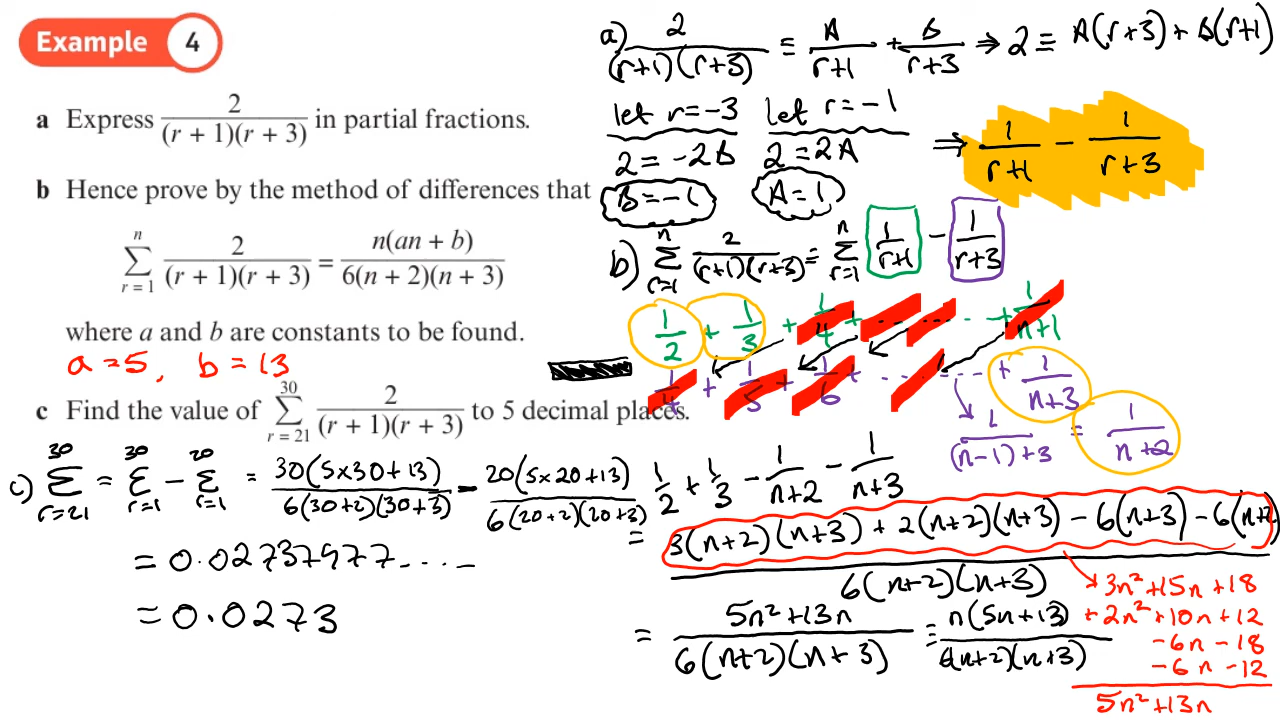 Example 4
a Express 2/((r + 1)(r + 3)) in partial fractions.
b Hence prove by the method of differences that
n Σ r = 1 2/((r + 1)(r + 3)) = n(an + b)/(6(n + 2)(n + 3))
where a and b are constants to be found.
a = 5, b = 13
c Find the value of 30 Σ r = 21 2/((r + 1)(r + 3)) to 5 decimal places.
c) 30 Σ r=21 = 30 Σ r=1 − 20 Σ r=1 = 30(5×30+13)/(6(30+2)(30+3)) − 20(5×20+13)/(6(20+2)(20+3))
= 0.02737977.....
= 0.0273
a) 2/((r+1)(r+3)) ≡ A/(r+1) + B/(r+3) ⇒ 2 ≡ A(r+3) + B(r+1)
let r = -3 let r = -1
2 = -2B 2 = 2A
B = -1 A = 1
⇒ 1/(r+1) − 1/(r+3)
b) n Σ r=1 2/((r+1)(r+3)) = n Σ r=1 1/(r+1) − 1/(r+3)
1/2 + 1/3 + 1/4 + ..... + 1/(n+1)
1/4 + 1/5 + 1/6 + ..... + 1/(n+3)
1/((n-1)+3) = 1/(n+2)
1/2 + 1/3 − 1/(n+2) − 1/(n+3)
= (3(n+2)(n+3) + 2(n+2)(n+3) − 6(n+3) − 6(n+2))/(6(n+2)(n+3))
3n²+15n+18
+2n²+10n+12
-6n-18
-6n-12
5n²+13n
= (5n²+13n)/(6(n+2)(n+3)) = n(5n+13)/(6(n+2)(n+3))